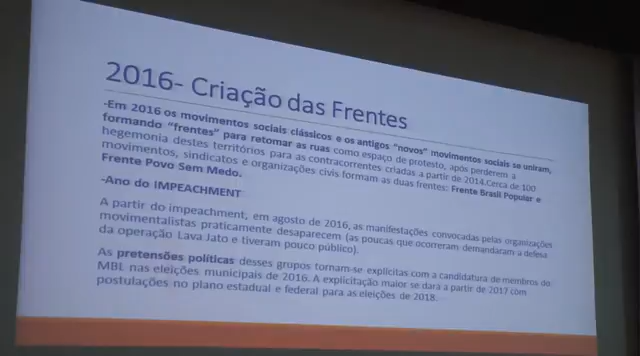 2016- Criação das Frentes
-Em 2016 os movimentos sociais clássicos e os antigos "novos" movimentos sociais se uniram,
formando "frentes" para retomar as ruas como espaço de protesto, após perderem a
hegemonia destes territórios para as contracorrentes criadas a partir de 2014.Cerca de 100
movimentos, sindicatos e organizações civis formam as duas frentes: Frente Brasil Popular e
Frente Povo Sem Medo.
-Ano do IMPEACHMENT
A partir do impeachment, em agosto de 2016, as manifestações convocadas pelas organizações
movimentalistas praticamente desaparecem (as poucas que ocorreram demandaram a defesa
da operação Lava Jato e tiveram pouco público).
As pretensões políticas desses grupos tornam-se explícitas com a candidatura de membros do
MBL nas eleições municipais de 2016. A explicitação maior se dará a partir de 2017 com
postulações no plano estadual e federal para as eleições de 2018.